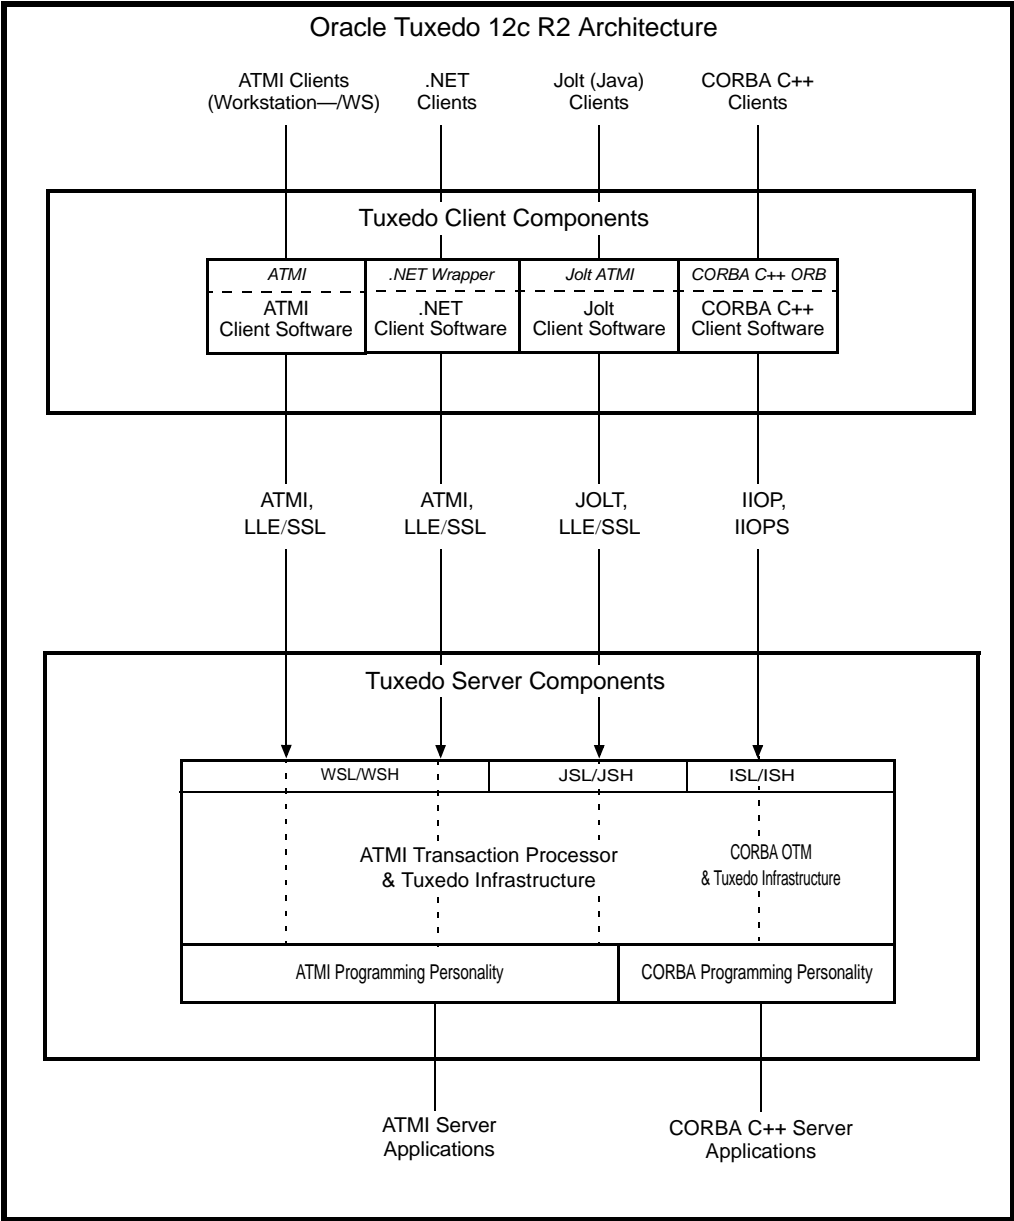 Oracle Tuxedo 12c R2 Architecture
ATMI Clients
(Workstation—/WS)
.NET
Clients
Jolt (Java)
Clients
CORBA C++
Clients
Tuxedo Client Components
ATMI
ATMI
Client Software
.NET Wrapper
.NET
Client Software
Jolt ATMI
Jolt
Client Software
CORBA C++ ORB
CORBA C++
Client Software
ATMI,
LLE/SSL
ATMI,
LLE/SSL
JOLT,
LLE/SSL
IIOP,
IIOPS
Tuxedo Server Components
WSL/WSH
JSL/JSH
ISL/ISH
ATMI Transaction Processor
& Tuxedo Infrastructure
CORBA OTM
& Tuxedo Infrastructure
ATMI Programming Personality
CORBA Programming Personality
ATMI Server
Applications
CORBA C++ Server
Applications